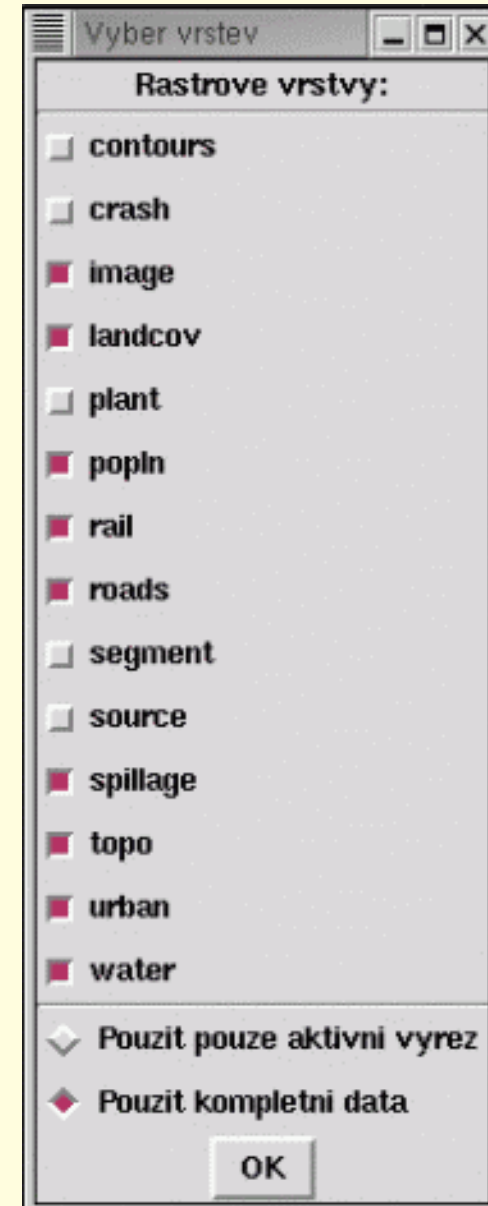 Vyber vrstev
Rastrove vrstvy:
contours
crash
image
landcov
plant
popln
rail
roads
segment
source
spillage
topo
urban
water
Pouzit pouze aktivni vyrez
Pouzit kompletni data
OK